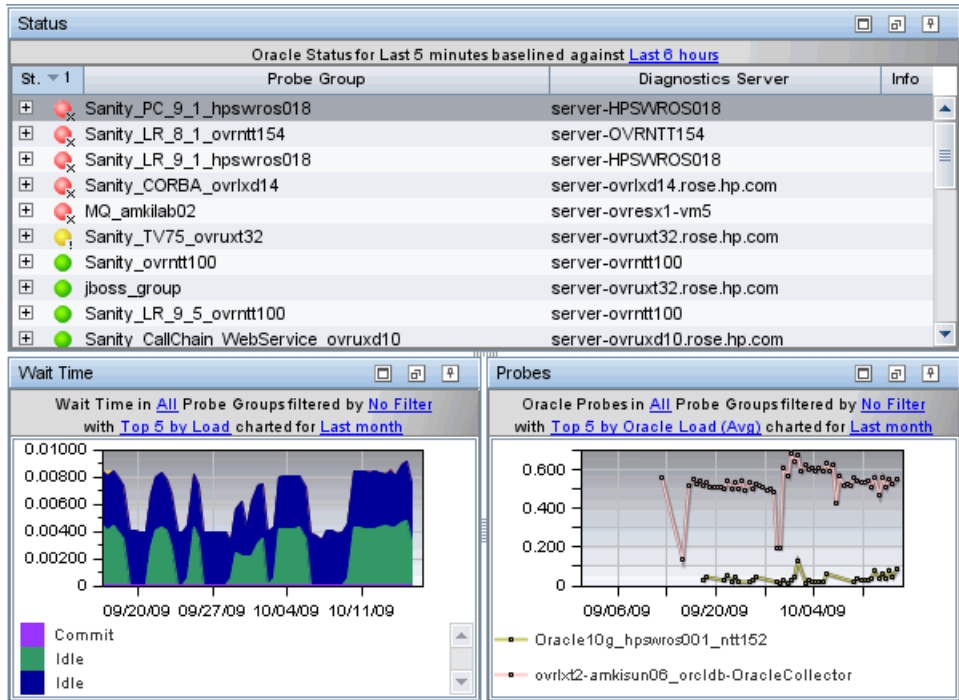 Status
Oracle Status for Last 5 minutes baselined against Last 6 hours
St. 1 Probe Group Diagnostics Server Info
Sanity_PC_9_1_hpswros018 server-HPSWROS018
Sanity_LR_8_1_ovrntt154 server-OVRNTT154
Sanity_LR_9_1_hpswros018 server-HPSWROS018
Sanity_CORBA_ovrlxd14 server-ovrlxd14.rose.hp.com
MQ_amkilab02 server-ovresx1-vm5
Sanity_TV75_ovruxt32 server-ovruxt32.rose.hp.com
Sanity_ovrntt100 server-ovrntt100
jboss_group server-ovruxt32.rose.hp.com
Sanity_LR_9_5_ovrntt100 server-ovrntt100
Sanity_CallChain_WebService_ovruxd10 server-ovruxd10.rose.hp.com
Wait Time
Wait Time in All Probe Groups filtered by No Filter
with Top 5 by Load charted for Last month
0.01000
0.00800
0.00600
0.00400
0.00200
0
09/20/09 09/27/09 10/04/09 10/11/09
Commit
Idle
Idle
Probes
Oracle Probes in All Probe Groups filtered by No Filter
with Top 5 by Oracle Load (Avg) charted for Last month
0.600
0.400
0.200
0
09/06/09 09/20/09 10/04/09
Oracle10g_hpswros001_ntt152
ovrlxt2-amkisun06_orcldb-OracleCollector